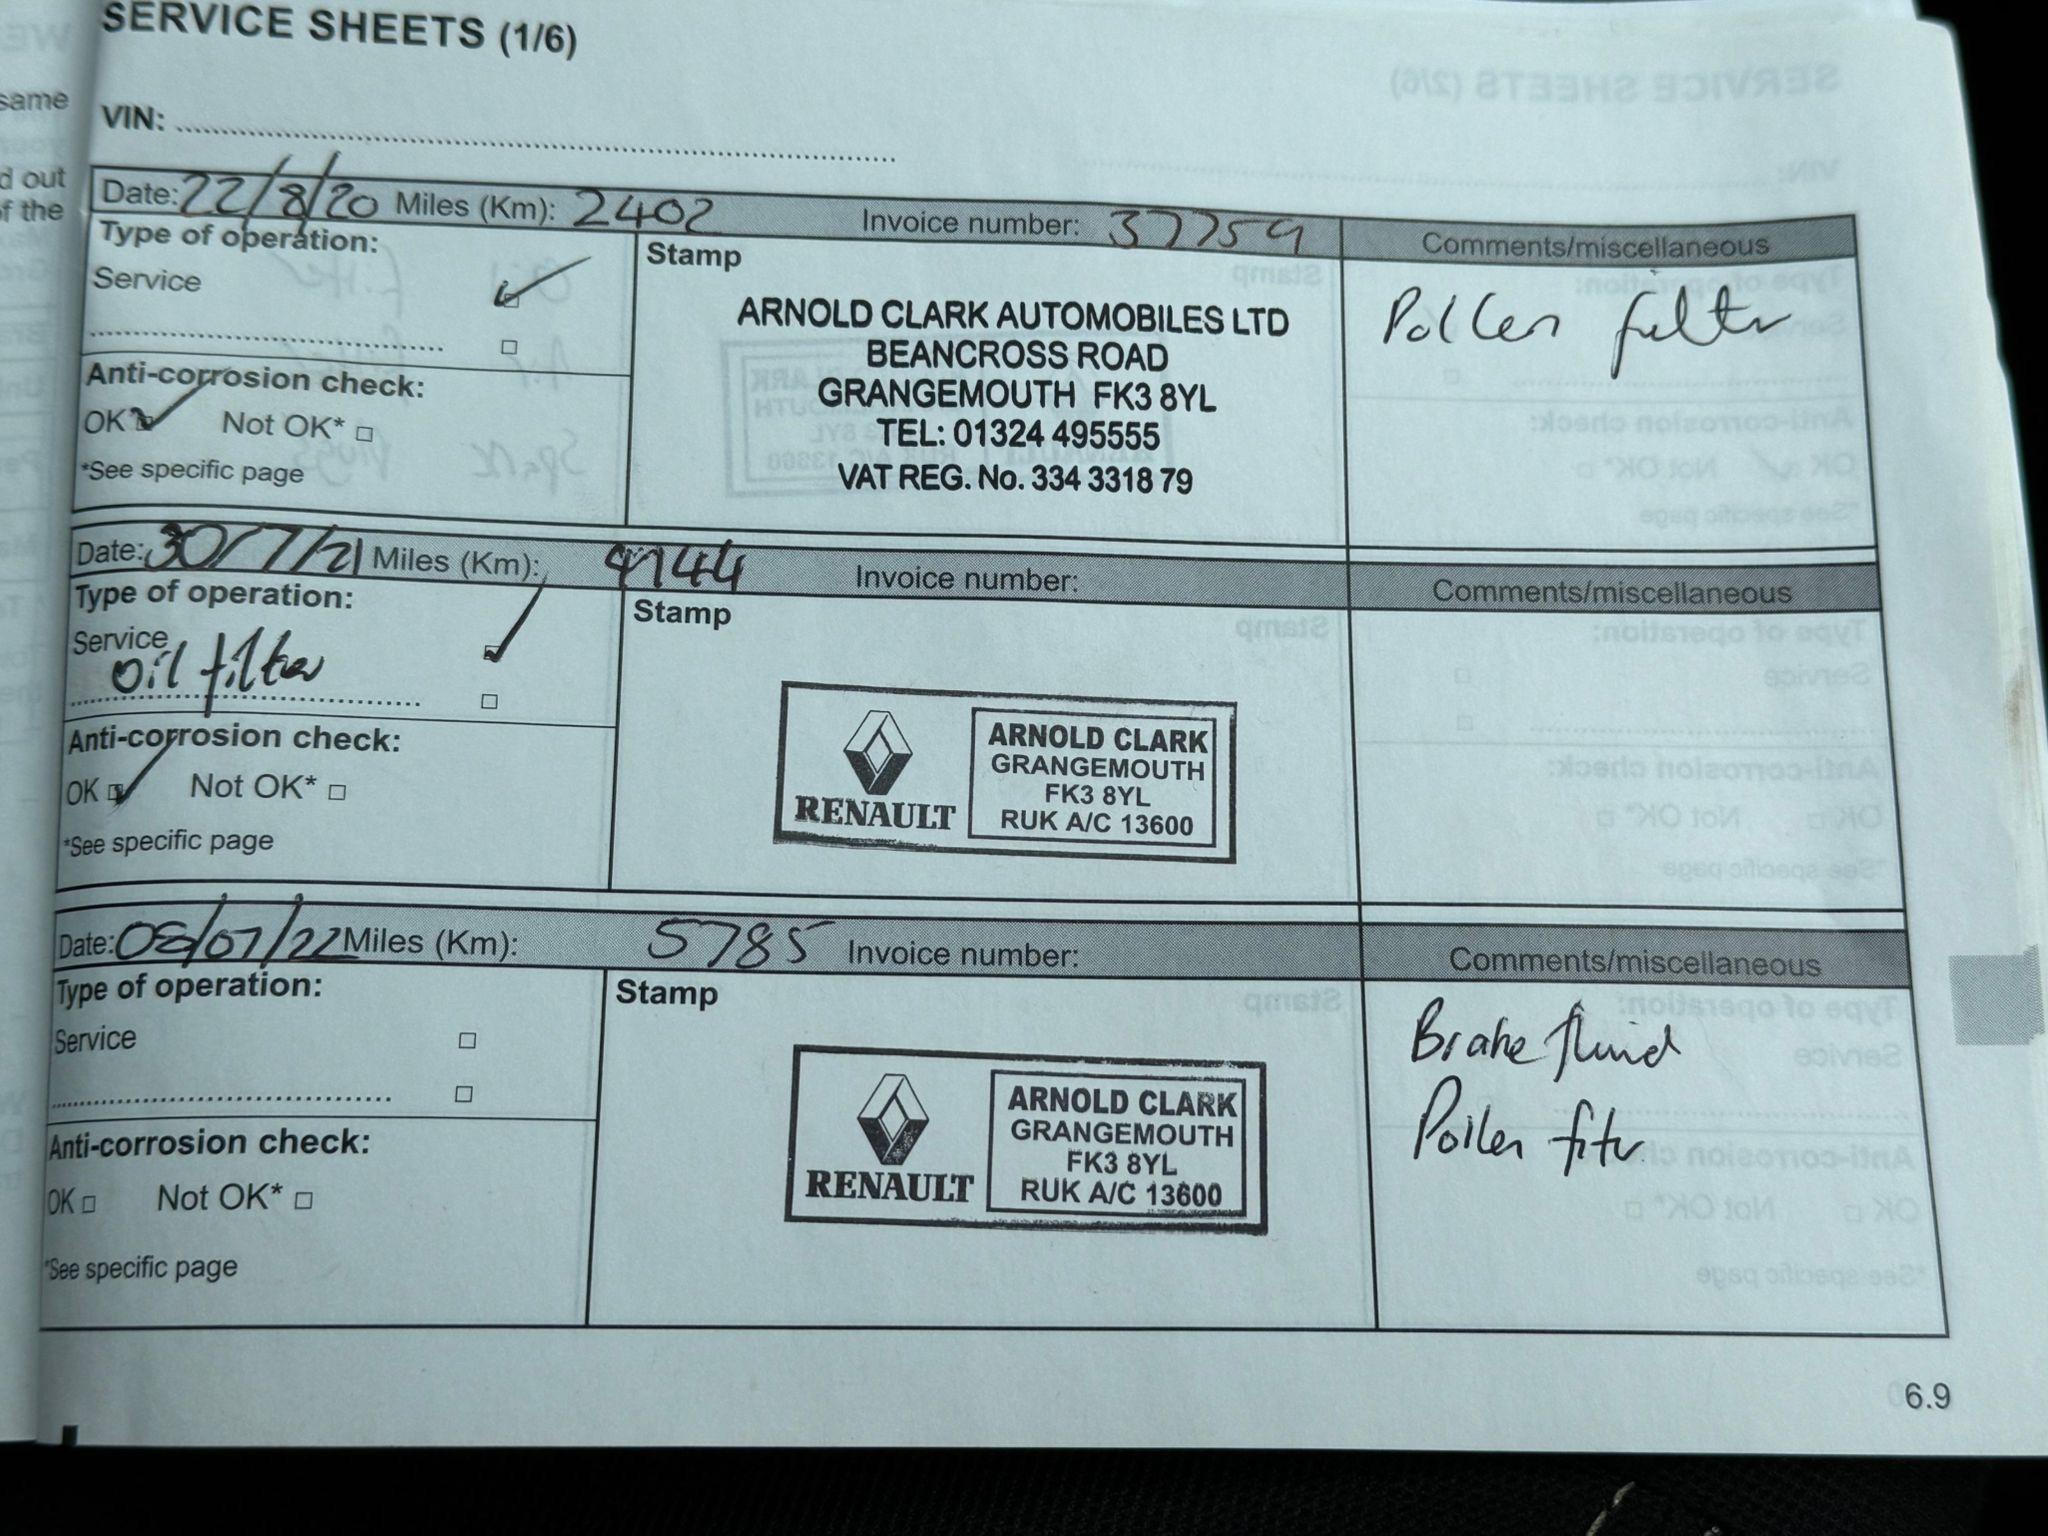 SERVICE SHEETS (1/6)
VIN:
same
d out
of the
Date: 22/8/20 Miles (Km): 2402 Invoice number: 37759 Comments/miscellaneous
Type of operation:
Service
Stamp
ARNOLD CLARK AUTOMOBILES LTD
BEANCROSS ROAD
GRANGEMOUTH FK3 8YL
TEL: 01324 495555
VAT REG. No. 334 3318 79
Pollen filtr
Anti-corrosion check:
OK Not OK*
*See specific page
Date: 30/7/21 Miles (Km): Invoice number: Comments/miscellaneous
Type of operation:
Service
Oil filter
Stamp
RENAULT
ARNOLD CLARK
GRANGEMOUTH
FK3 8YL
RUK A/C 13600
Anti-corrosion check:
OK Not OK*
*See specific page
Date: 08/07/22 Miles (Km): 5785 Invoice number: Comments/miscellaneous
Type of operation:
Service
Stamp
RENAULT
ARNOLD CLARK
GRANGEMOUTH
FK3 8YL
RUK A/C 13600
Brake fluid
Pollen fitr
Anti-corrosion check:
OK Not OK*
*See specific page
6.9